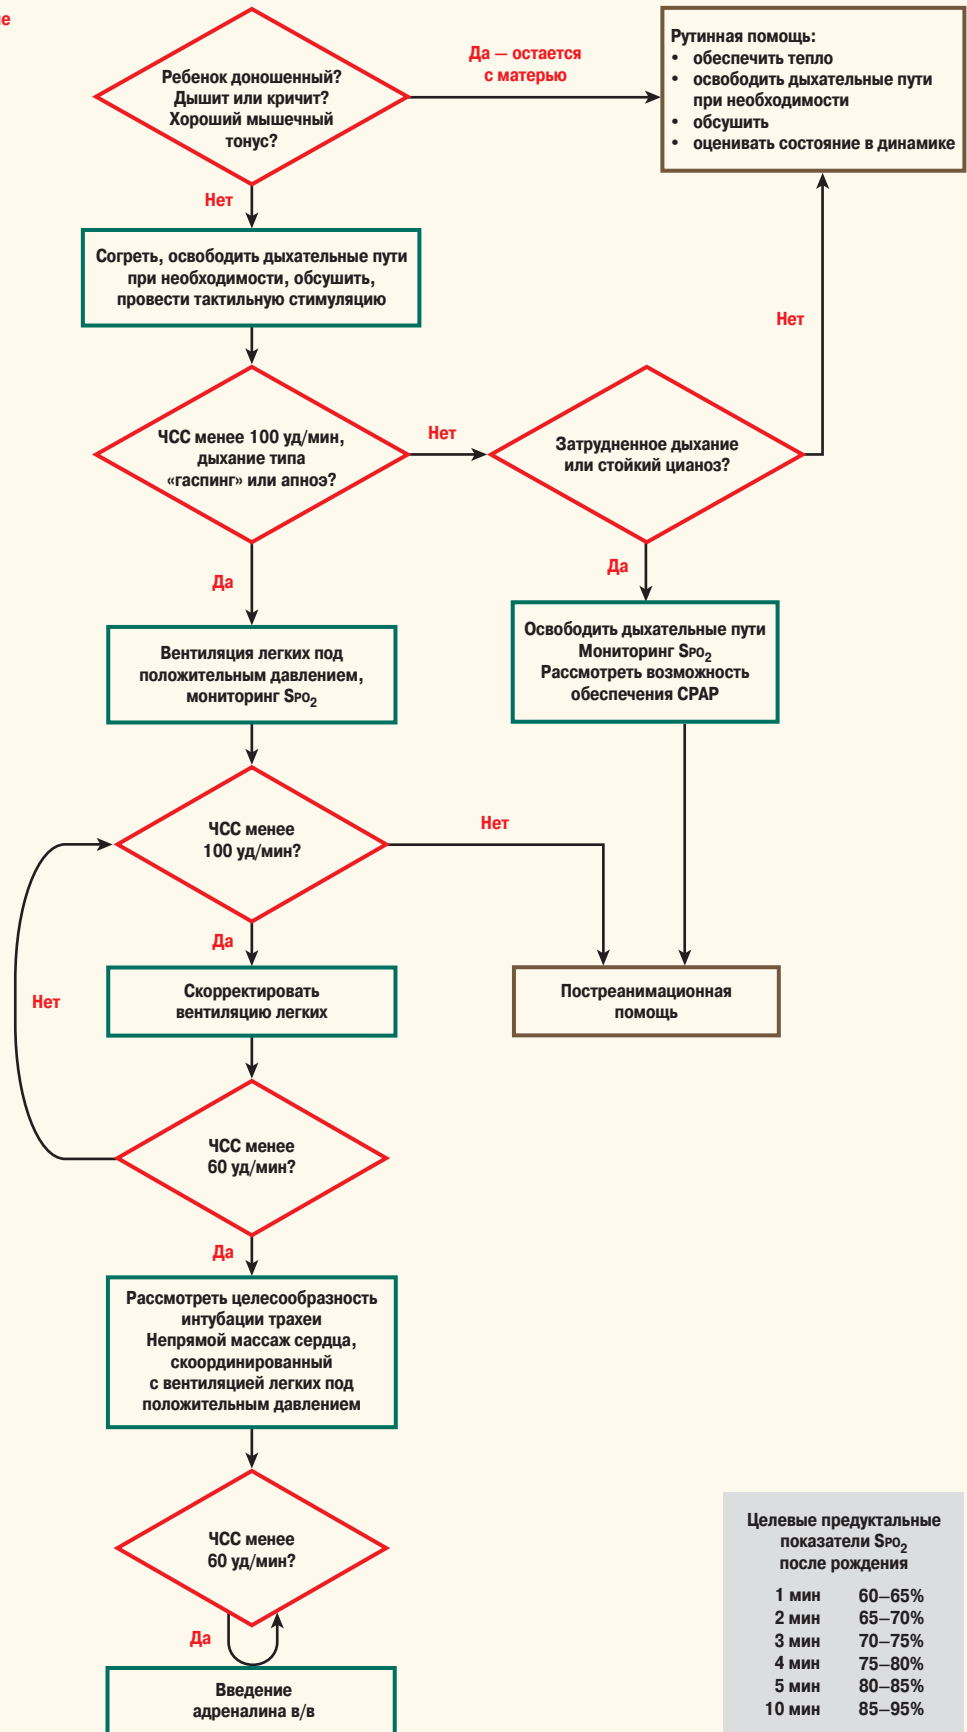 Ребенок доношенный?
Дышит или кричит?
Хороший мышечный
тонус?
Да – остается
с матерью
Рутинная помощь:
• обеспечить тепло
• освободить дыхательные пути
при необходимости
• обсушить
• оценивать состояние в динамике
Нет
Согреть, освободить дыхательные пути
при необходимости, обсушить,
провести тактильную стимуляцию
Нет
ЧСС менее 100 уд/мин,
дыхание типа
«гаспинг» или апноэ?
Нет
Затрудненное дыхание
или стойкий цианоз?
Да
Да
Вентиляция легких под
положительным давлением,
мониторинг SPO2
Освободить дыхательные пути
Мониторинг SPO2
Рассмотреть возможность
обеспечения CPAP
ЧСС менее
100 уд/мин?
Нет
Да
Скорректировать
вентиляцию легких
Постреанимационная
помощь
Нет
ЧСС менее
60 уд/мин?
Да
Рассмотреть целесообразность
интубации трахеи
Непрямой массаж сердца,
скоординированный
с вентиляцией легких под
положительным давлением
ЧСС менее
60 уд/мин?
Да
Введение
адреналина в/в
Целевые предуктальные
показатели SPO2
после рождения
1 мин 60–65%
2 мин 65–70%
3 мин 70–75%
4 мин 75–80%
5 мин 80–85%
10 мин 85–95%